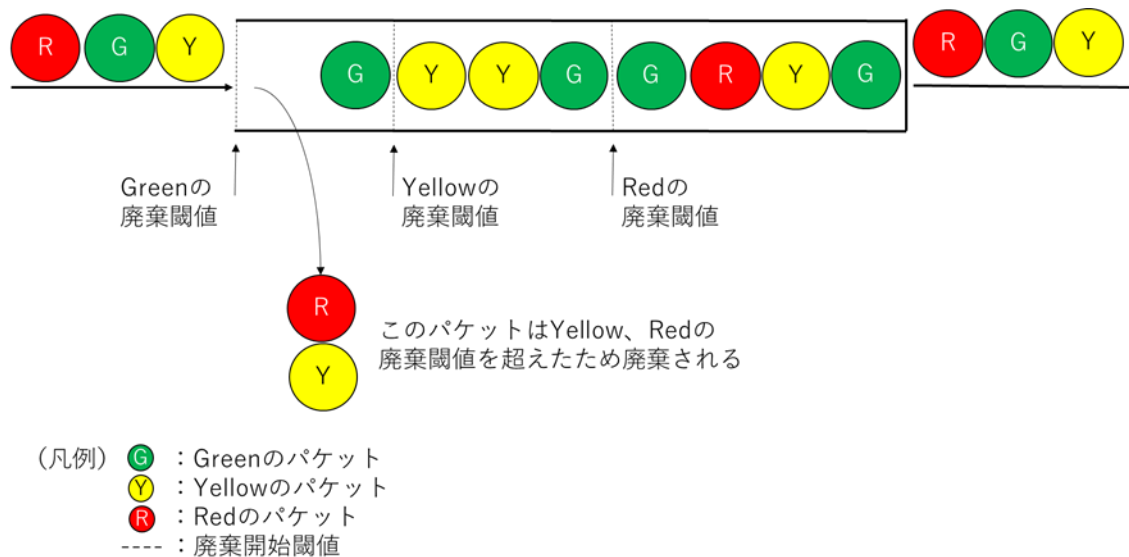 R G Y
G Y Y G G R Y G
R G Y
Greenの
廃棄閾値
Yellowの
廃棄閾値
Redの
廃棄閾値
R
Y
このパケットはYellow、Redの
廃棄閾値を超えたため廃棄される
（凡例） G ：Greenのパケット
Y ：Yellowのパケット
R ：Redのパケット
---- ：廃棄開始閾値